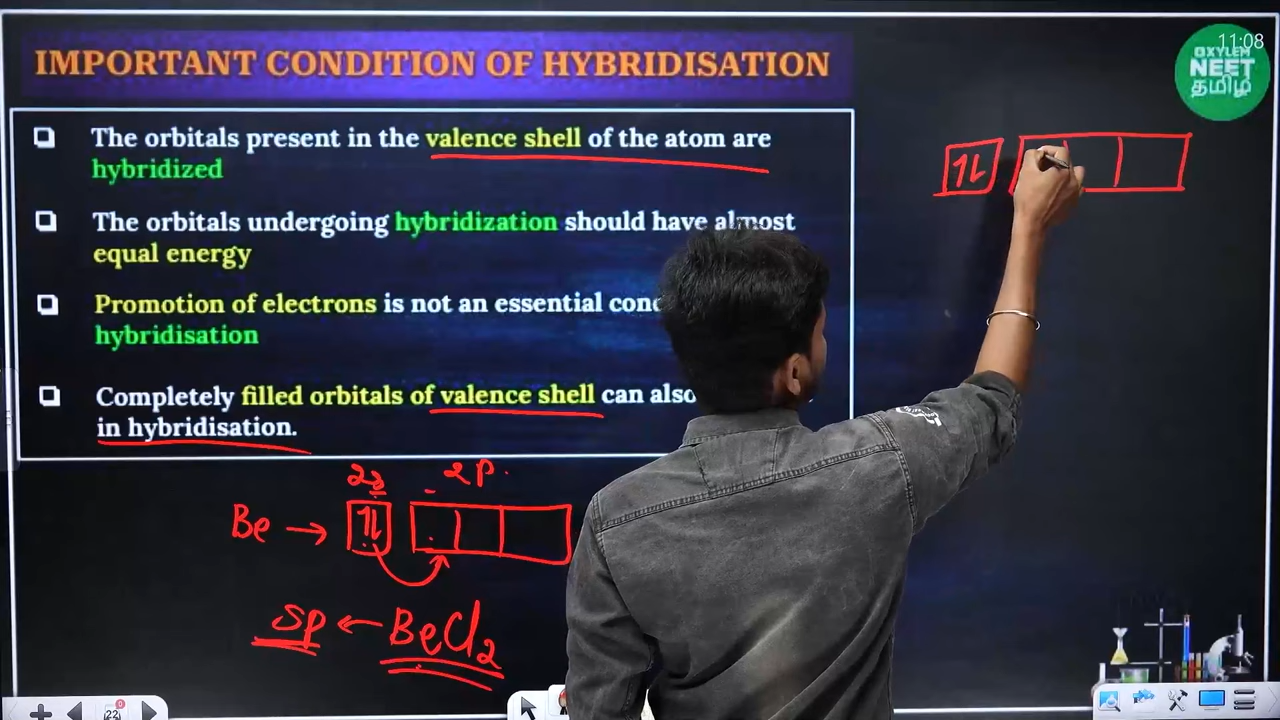 IMPORTANT CONDITION OF HYBRIDISATION
11:08
OXYLEM
NEET
தமிழ்
The orbitals present in the valence shell of the atom are
hybridized
The orbitals undergoing hybridization should have almost
equal energy
Promotion of electrons is not an essential
hybridisation
Completely filled orbitals of valence shell can also
in hybridisation.
2s 2P
Be → ↿⇂
sp ← BeCl₂
↿⇂
22